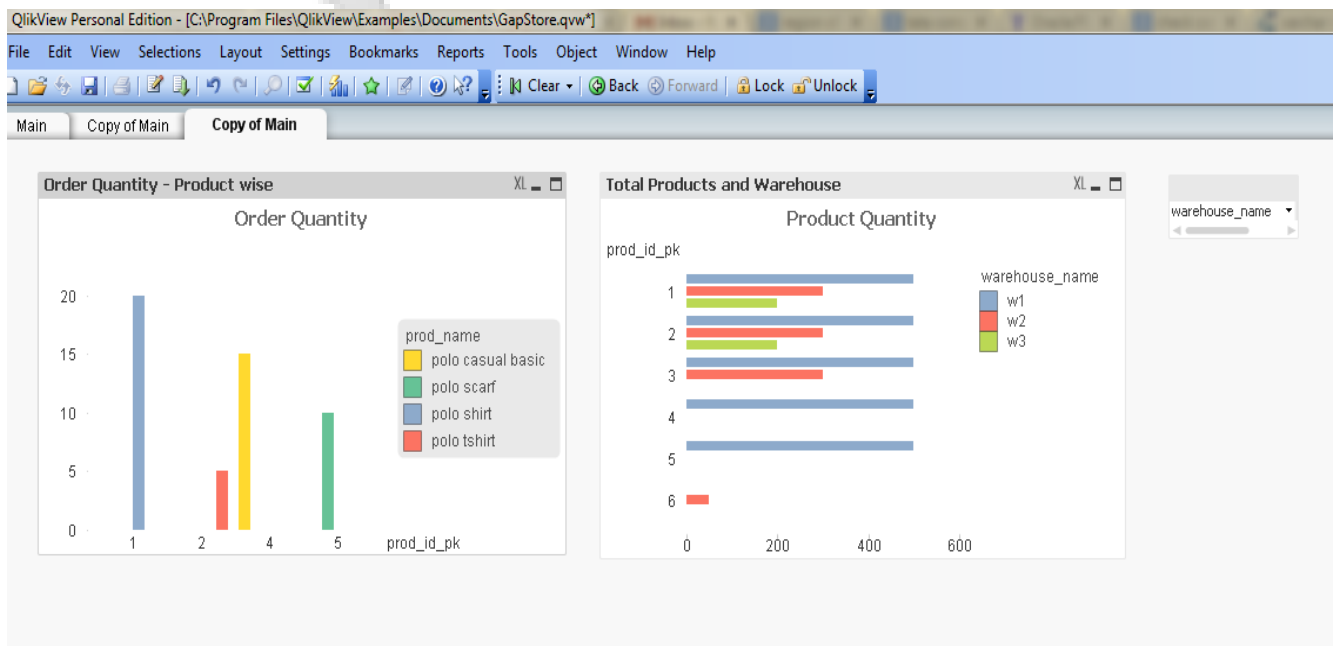 QlikView Personal Edition - [C:\Program Files\QlikView\Examples\Documents\GapStore.qvw*]
File Edit View Selections Layout Settings Bookmarks Reports Tools Object Window Help
Clear Back Forward Lock Unlock
Main Copy of Main Copy of Main
Order Quantity - Product wise XL
Order Quantity
20
15
10
5
0
1 2 4 5 prod_id_pk
prod_name
polo casual basic
polo scarf
polo shirt
polo tshirt
Total Products and Warehouse XL
Product Quantity
prod_id_pk
1
2
3
4
5
6
0 200 400 600
warehouse_name
w1
w2
w3
warehouse_name